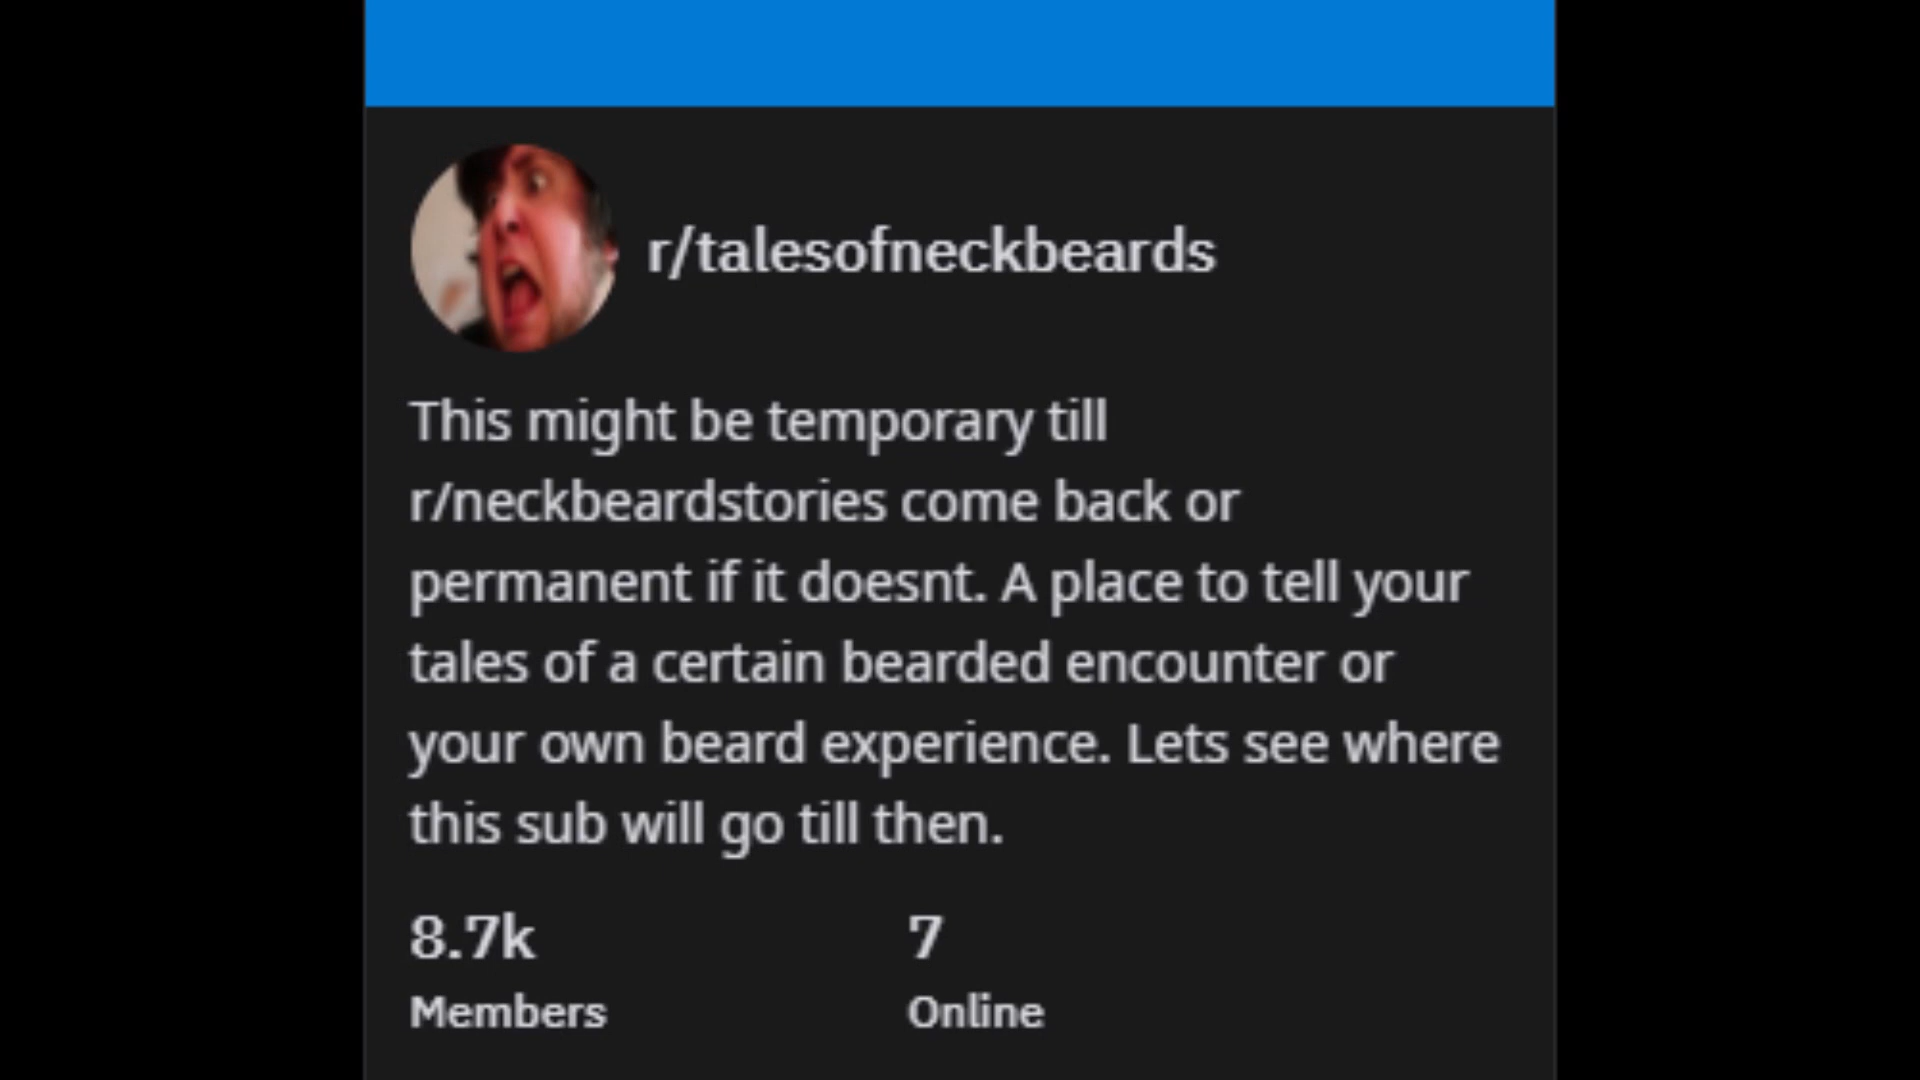 r/talesofneckbeards
This might be temporary till
r/neckbeardstories come back or
permanent if it doesnt. A place to tell your
tales of a certain bearded encounter or
your own beard experience. Lets see where
this sub will go till then.
8.7k 7
Members Online